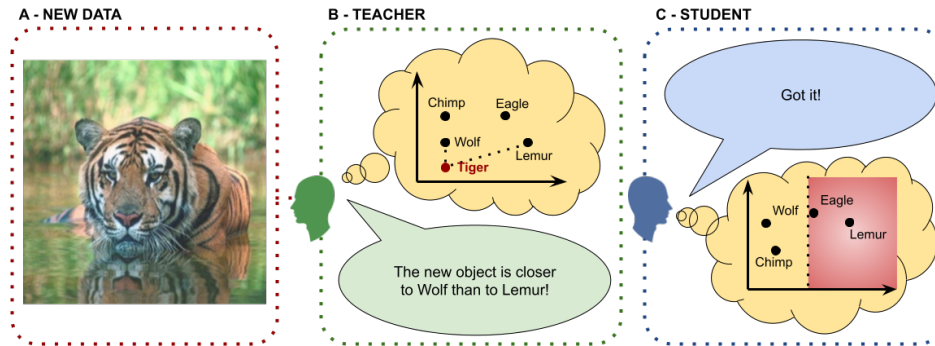 A - NEW DATA
B - TEACHER
Chimp
Eagle
Wolf
Lemur
Tiger
The new object is closer
to Wolf than to Lemur!
C - STUDENT
Got it!
Wolf
Eagle
Lemur
Chimp